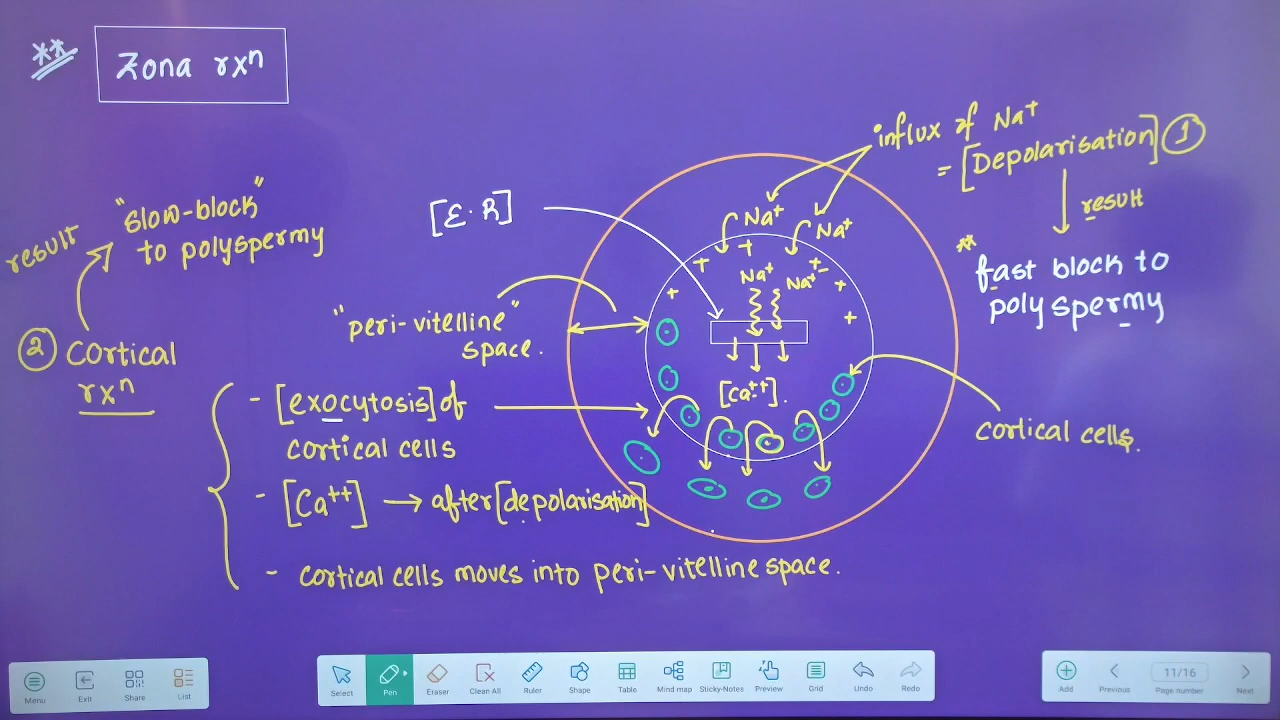 ** Zona rxⁿ
influx of Na⁺
= [Depolarisation] ①
result
** fast block to
polyspermy
"slow-block"
to polyspermy
result
② Cortical
rxⁿ
[E.R]
"peri-vitelline"
space.
Na⁺
Na⁺
+ + + - + + +
Na⁺ Na⁺
[Ca⁺⁺].
cortical cells.
- [exocytosis] of
cortical cells
- [Ca⁺⁺] → after [depolarisation]
- cortical cells moves into peri-vitelline space.
Menu
Exit
Share
List
Select
Pen
Eraser
Clean All
Ruler
Shape
Table
Mind map
Sticky-Notes
Preview
Grid
Undo
Redo
Add
Previous
11/16
Page number
Next